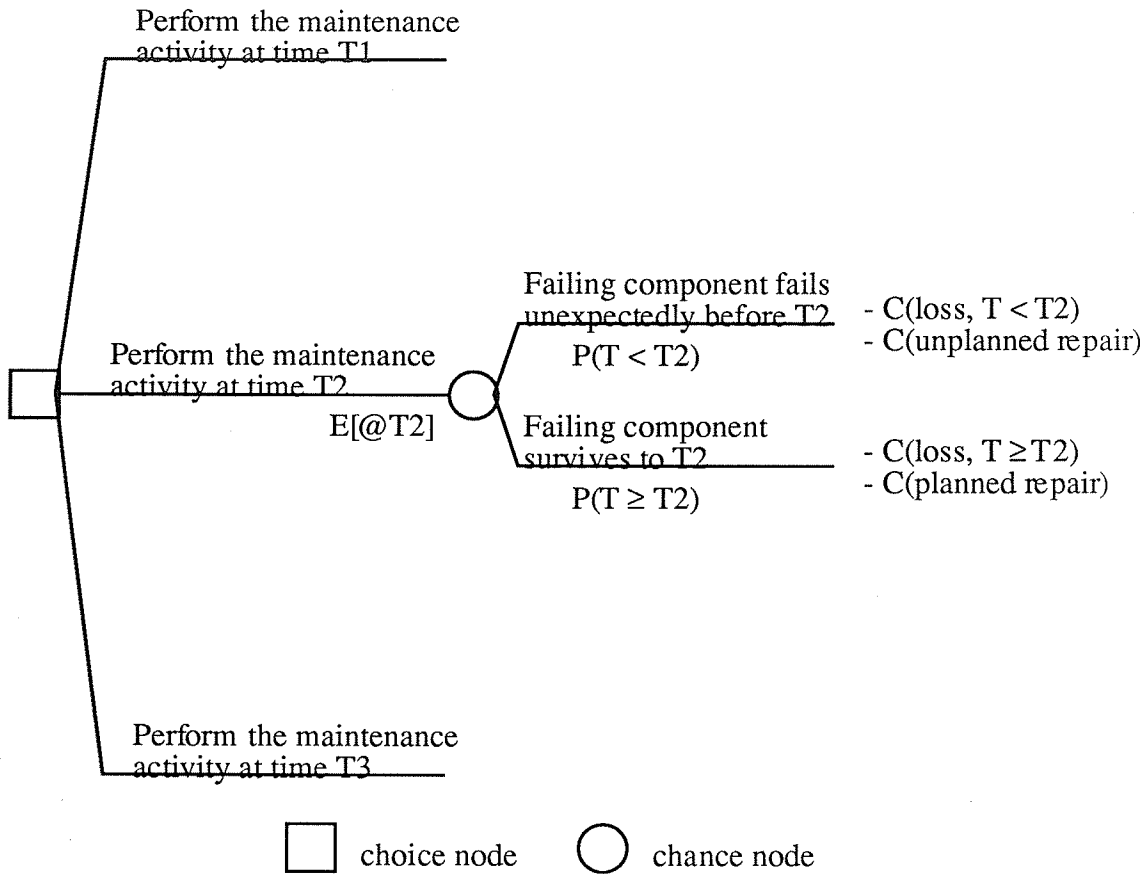 Perform the maintenance
activity at time T1
Failing component fails
unexpectedly before T2
P(T < T2)
- C(loss, T < T2)
- C(unplanned repair)
Perform the maintenance
activity at time T2
E[@T2]
Failing component
survives to T2
P(T ≥ T2)
- C(loss, T ≥T2)
- C(planned repair)
Perform the maintenance
activity at time T3
choice node
chance node